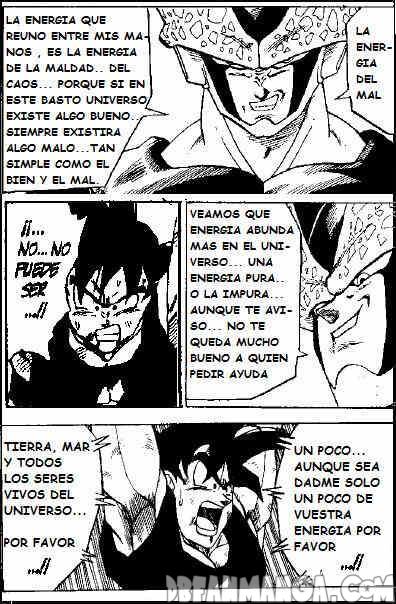 LA ENERGIA QUE
REUNO ENTRE MIS MA-
NOS , ES LA ENERGIA
DE LA MALDAD.. DEL
CAOS... PORQUE SI EN
ESTE BASTO UNIVERSO
EXISTE ALGO BUENO...
SIEMPRE EXISTIRA
ALGO MALO...TAN
SIMPLE COMO EL
BIEN Y EL MAL.
LA
ENER-
GIA
DEL
MAL
¡¡...
NO...NO
PUEDE
SER
...!!
VEAMOS QUE
ENERGIA ABUNDA
MAS EN EL UNI-
VERSO... UNA
ENERGIA PURA..
O LA IMPURA...
AUNQUE TE AVI-
SO... NO TE
QUEDA MUCHO
BUENO A QUIEN
PEDIR AYUDA
TIERRA, MAR
Y TODOS
LOS SERES
VIVOS DEL
UNIVERSO...
POR FAVOR
...!!
UN POCO...
AUNQUE SEA
DADME SOLO
UN POCO DE
VUESTRA
ENERGIA POR
FAVOR
...!!
DBFANMANGA.COM